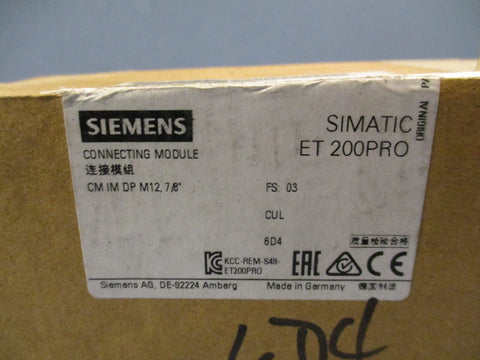 SIEMENS
SIMATIC
ET 200PRO
ORIGINAL
CONNECTING MODULE
连接模组
CM IM DP M12, 7/8"
FS 03
CUL
6D4
质量检验合格
KCC-REM-S49-
ET200PRO
EAC
Siemens AG, DE-92224 Amberg
Made in Germany
德国制造
6D4